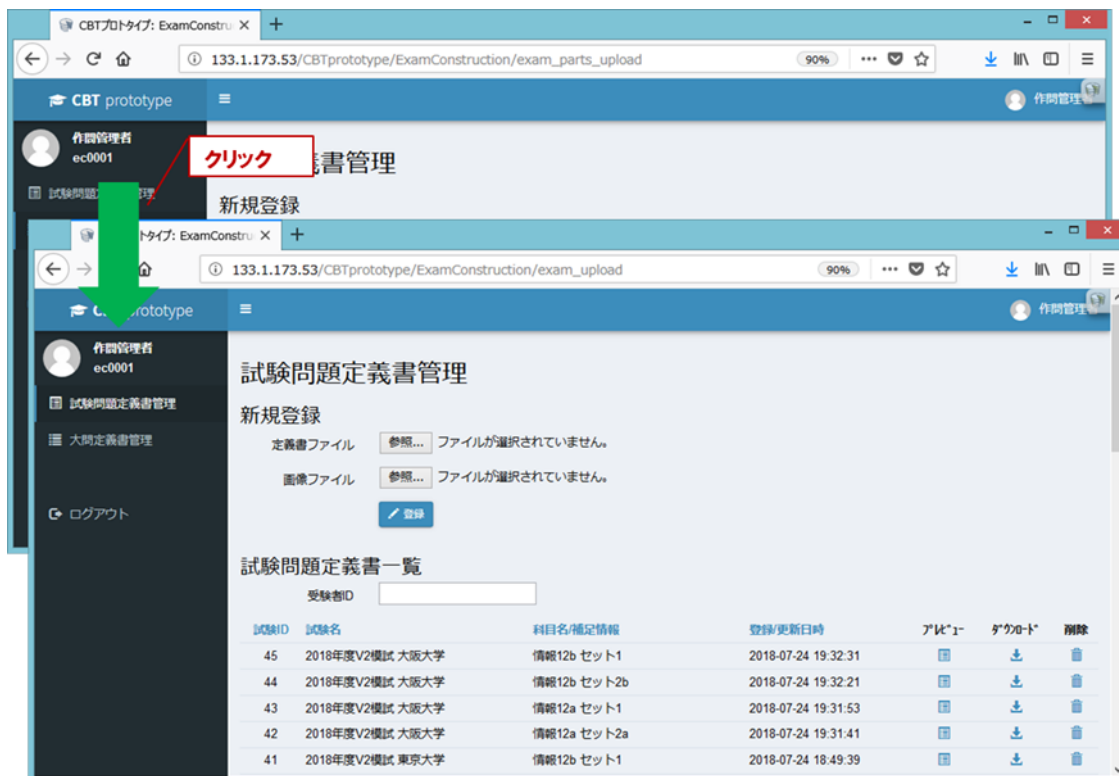 CBTプロトタイプ: ExamConstru
133.1.173.53/CBTprototype/ExamConstruction/exam_parts_upload
90%
CBT prototype
作問管理
作問管理者
ec0001
クリック
書管理
試験問題定 理
新規登録
トタイプ: ExamConstru
133.1.173.53/CBTprototype/ExamConstruction/exam_upload
90%
rototype
作問管理
作問管理者
ec0001
試験問題定義書管理
大問定義書管理
ログアウト
試験問題定義書管理
新規登録
定義書ファイル 参照... ファイルが選択されていません。
画像ファイル 参照... ファイルが選択されていません。
登録
試験問題定義書一覧
受験者ID
試験ID 試験名 科目名/補足情報 登録/更新日時 プレビュー ダウンロード 削除
45 2018年度V2模試 大阪大学 情報12b セット1 2018-07-24 19:32:31
44 2018年度V2模試 大阪大学 情報12b セット2b 2018-07-24 19:32:21
43 2018年度V2模試 大阪大学 情報12a セット1 2018-07-24 19:31:53
42 2018年度V2模試 大阪大学 情報12a セット2a 2018-07-24 19:31:41
41 2018年度V2模試 東京大学 情報12b セット1 2018-07-24 18:49:39